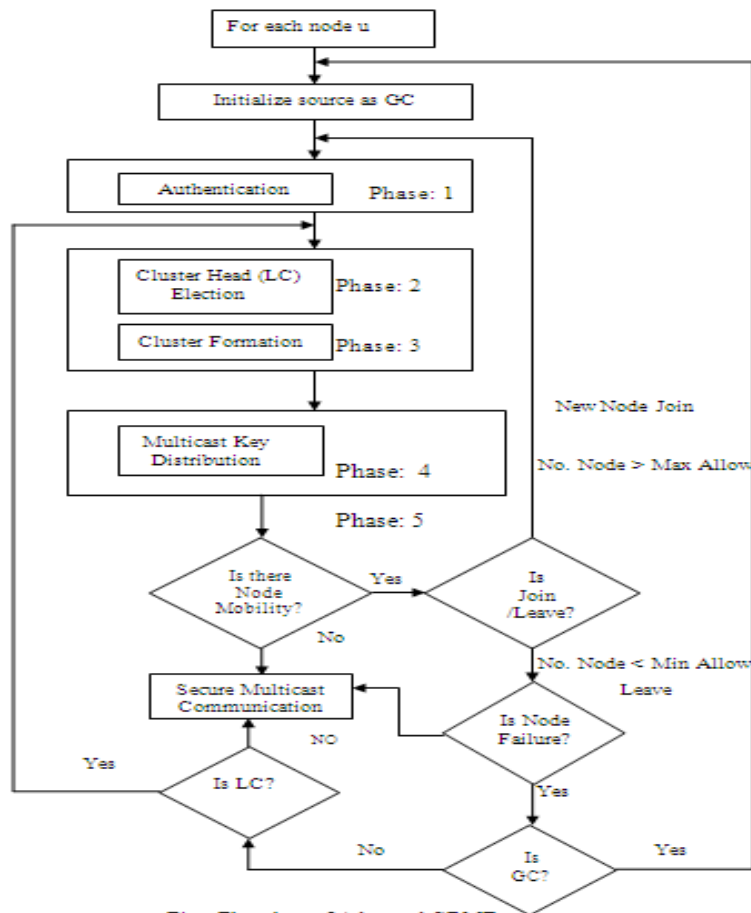 For each node u
Initialize source as GC
Authentication
Phase: 1
Cluster Head (LC)
Election
Phase: 2
Cluster Formation
Phase: 3
New Node Join
Multicast Key
Distribution
Phase: 4
No. Node > Max Allow
Phase: 5
Is there
Node
Mobility?
Yes
Is
Join
/Leave?
No
No. Node < Min Allow
Leave
Secure Multicast
Communication
Is Node
Failure?
NO
Yes
Is LC?
Yes
No
Is
GC?
Yes